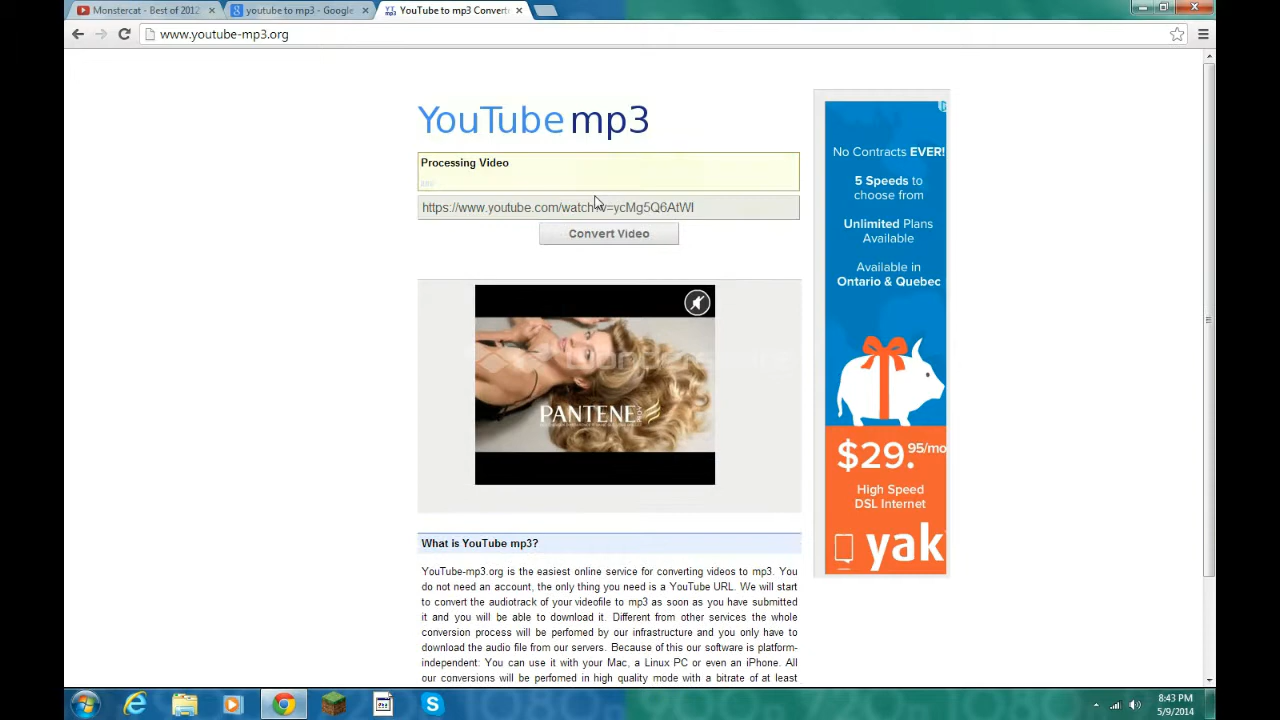 Monstercat - Best of 2012
youtube to mp3 - Google
YouTube to mp3 Convert
www.youtube-mp3.org
YouTube mp3
Processing Video
https://www.youtube.com/watch?v=ycMg5Q6AtWI
Convert Video
PANTENE
No Contracts EVER!
5 Speeds to
choose from
Unlimited Plans
Available
Available in
Ontario & Quebec
$29.95/mo
High Speed
DSL Internet
yak
What is YouTube mp3?
YouTube-mp3.org is the easiest online service for converting videos to mp3. You
do not need an account, the only thing you need is a YouTube URL. We will start
to convert the audiotrack of your videofile to mp3 as soon as you have submitted
it and you will be able to download it. Different from other services the whole
conversion process will be perfomed by our infrastructure and you only have to
download the audio file from our servers. Because of this our software is platform-
independent: You can use it with your Mac, a Linux PC or even an iPhone. All
our conversions will be perfomed in high quality mode with a bitrate of at least
8:43 PM
5/9/2014